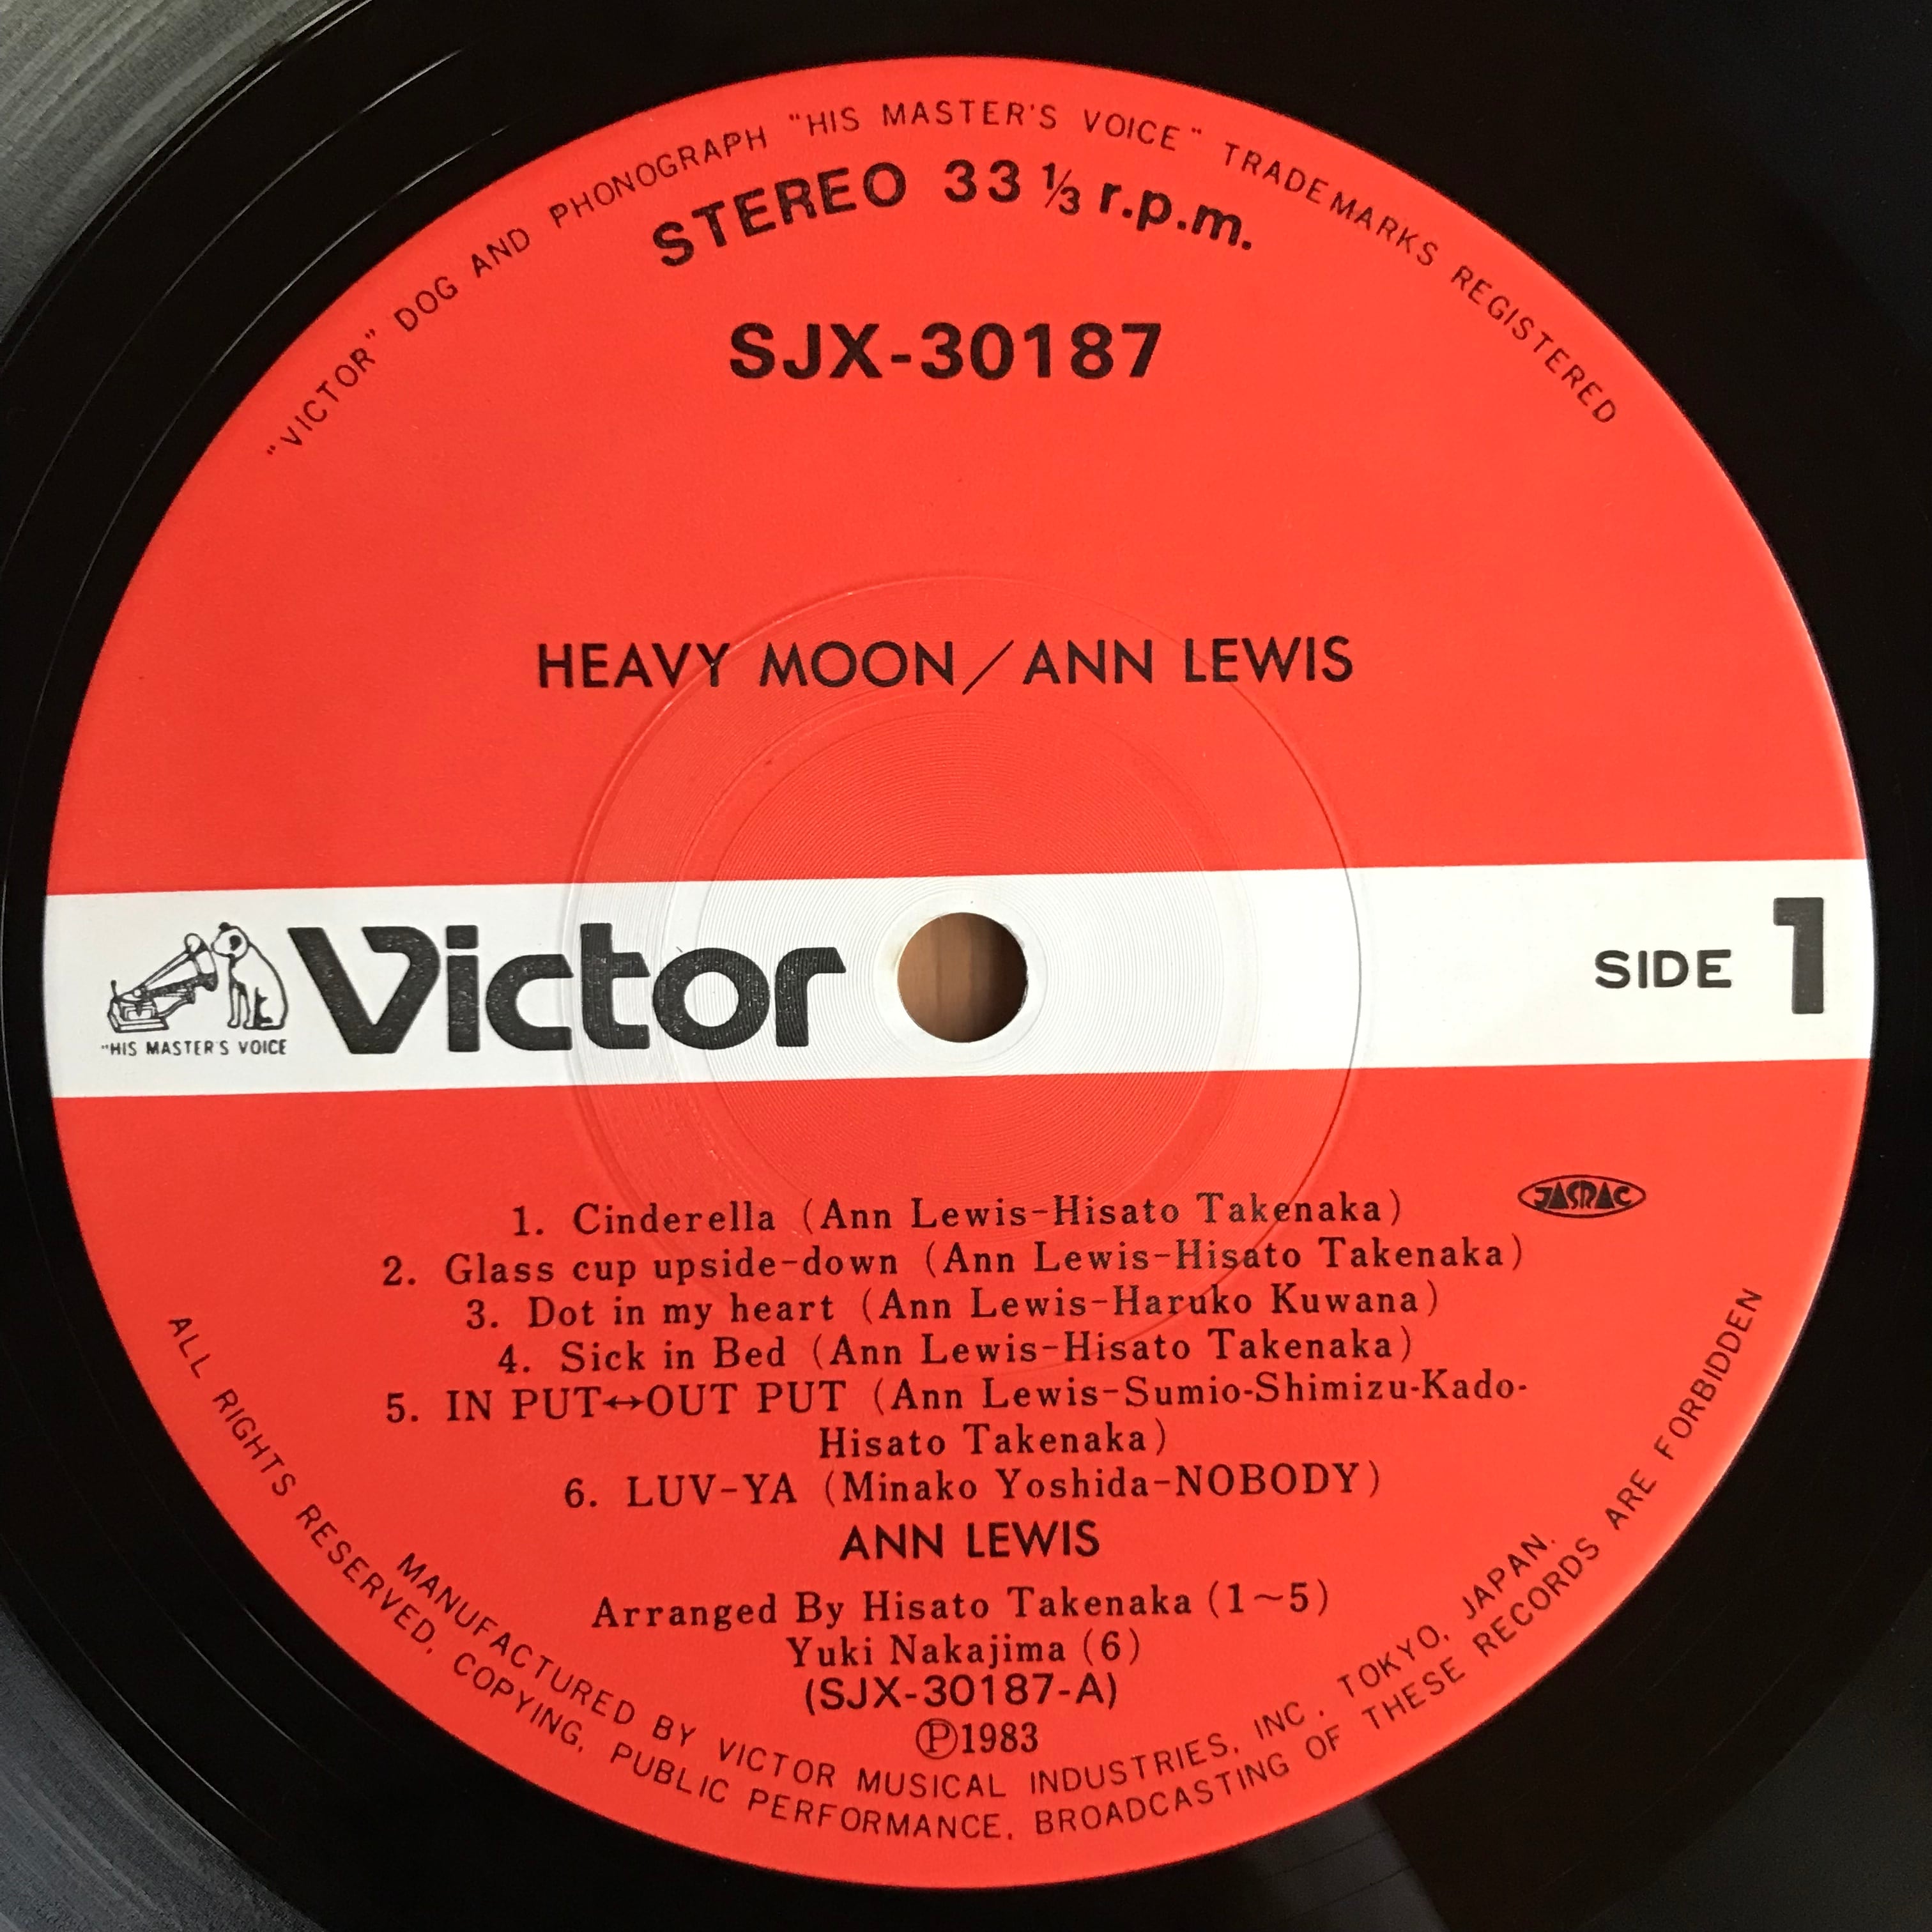 "VICTOR" DOG AND PHONOGRAPH "HIS MASTER'S VOICE" TRADE MARKS REGISTERED
STEREO 33 ⅓ r.p.m.
SJX-30187
HEAVY MOON／ANN LEWIS
"HIS MASTER'S VOICE
Victor
SIDE 1
JASRAC
1. Cinderella (Ann Lewis-Hisato Takenaka)
2. Glass cup upside-down (Ann Lewis-Hisato Takenaka)
3. Dot in my heart (Ann Lewis-Haruko Kuwana)
4. Sick in Bed (Ann Lewis-Hisato Takenaka)
5. IN PUT↔OUT PUT (Ann Lewis-Sumio-Shimizu-Kado-
Hisato Takenaka)
6. LUV-YA (Minako Yoshida-NOBODY)
ANN LEWIS
Arranged By Hisato Takenaka (1～5)
Yuki Nakajima (6)
(SJX-30187-A)
Ⓟ1983
MANUFACTURED BY VICTOR MUSICAL INDUSTRIES, INC. TOKYO, JAPAN.
ALL RIGHTS RESERVED, COPYING, PUBLIC PERFORMANCE, BROADCASTING OF THESE RECORDS ARE FORBIDDEN